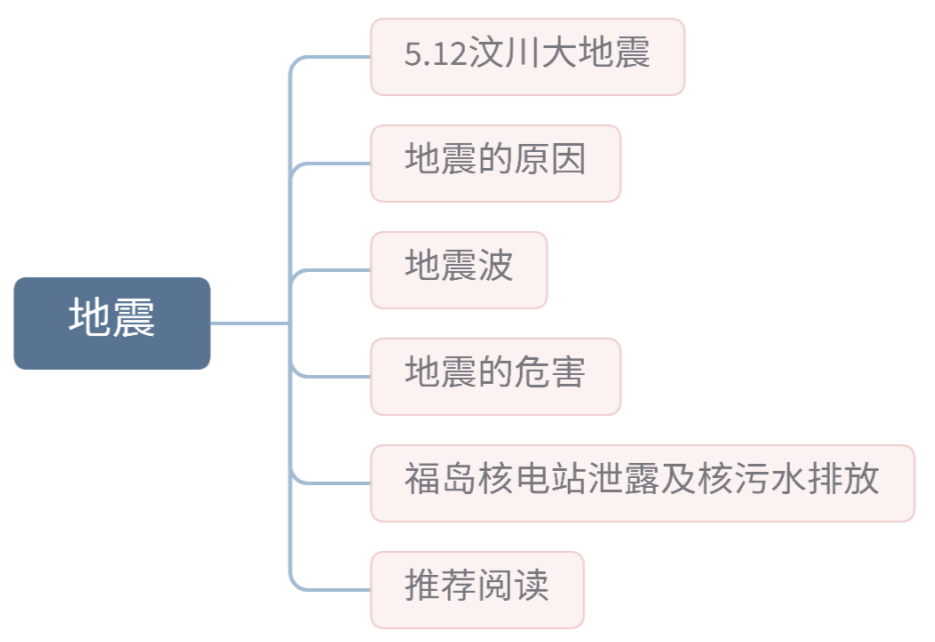 5.12汶川大地震
地震的原因
地震波
地震
地震的危害
福岛核电站泄露及核污水排放
推荐阅读